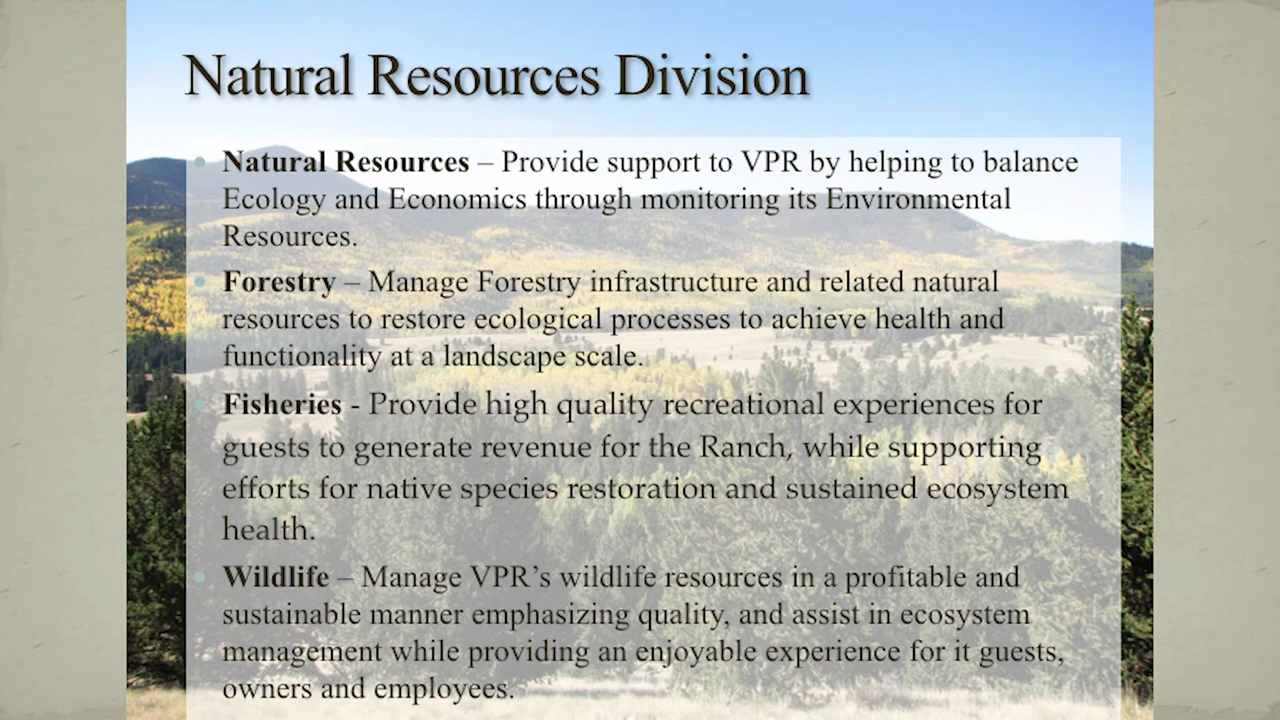 Natural Resources Division
Natural Resources – Provide support to VPR by helping to balance
Ecology and Economics through monitoring its Environmental
Resources.
Forestry – Manage Forestry infrastructure and related natural
resources to restore ecological processes to achieve health and
functionality at a landscape scale.
Fisheries - Provide high quality recreational experiences for
guests to generate revenue for the Ranch, while supporting
efforts for native species restoration and sustained ecosystem
health.
Wildlife – Manage VPR’s wildlife resources in a profitable and
sustainable manner emphasizing quality, and assist in ecosystem
management while providing an enjoyable experience for it guests,
owners and employees.